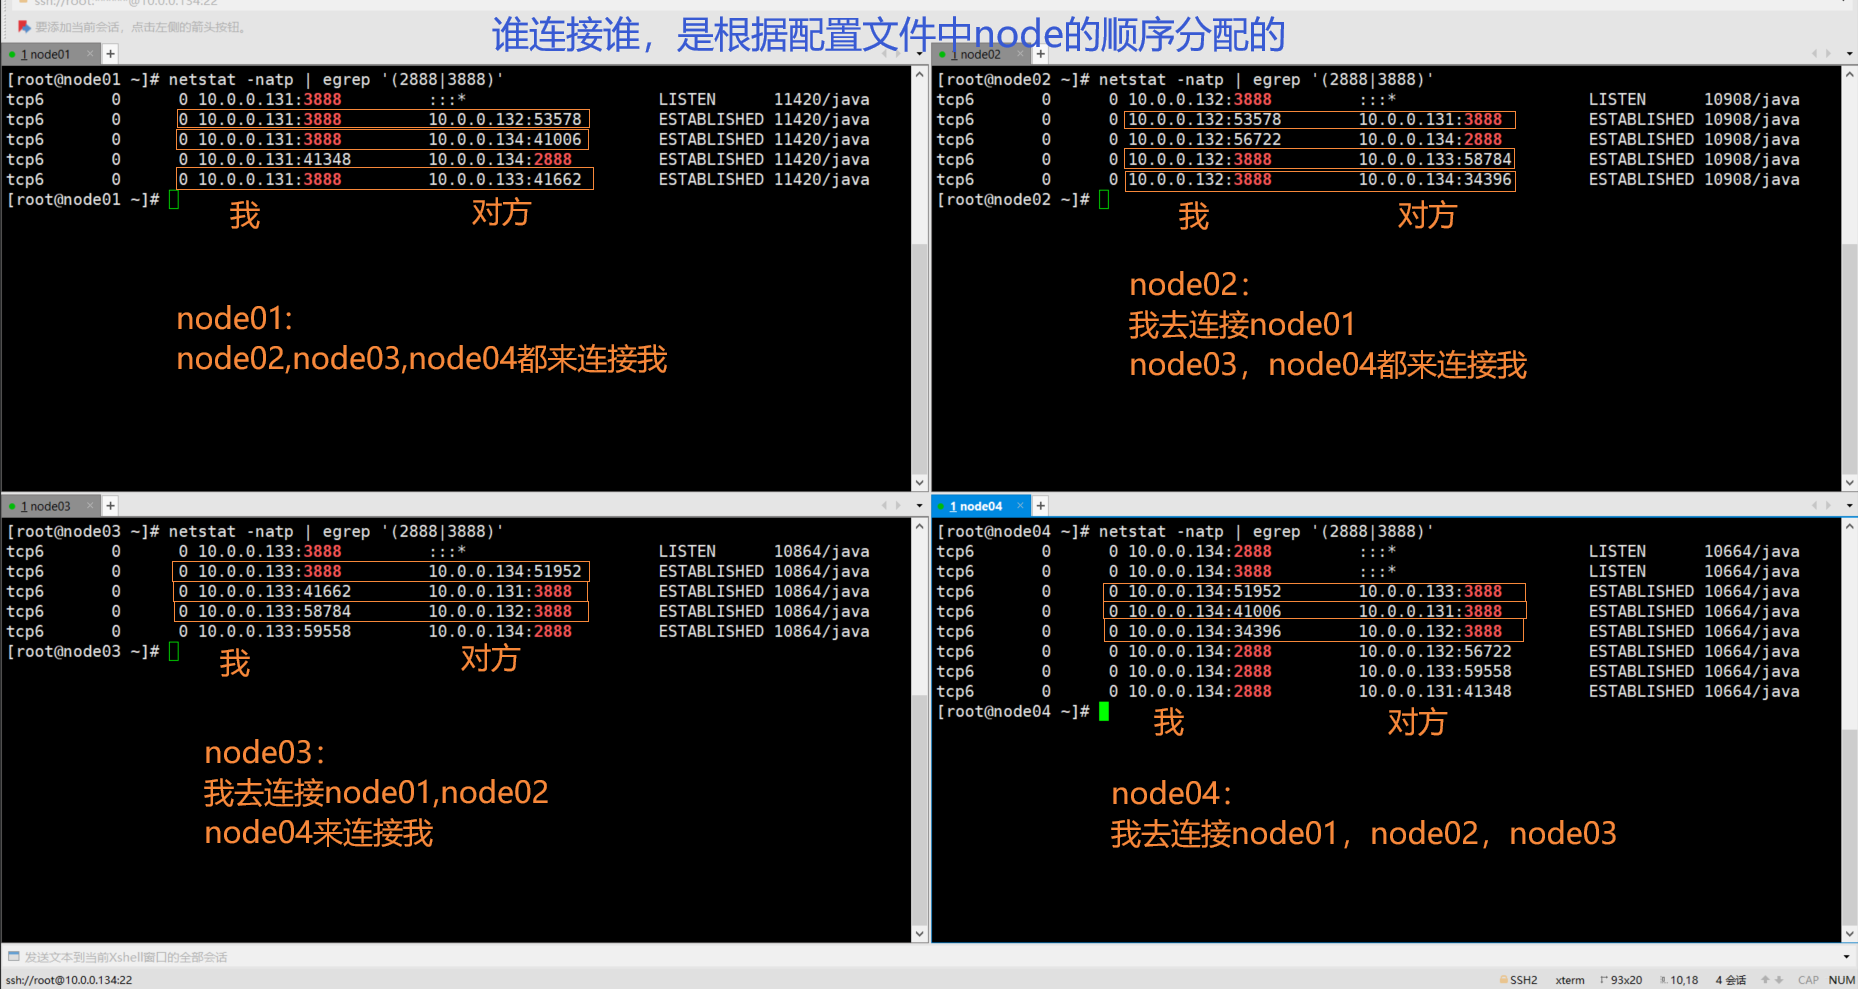 要添加当前会话，点击左侧的箭头按钮。
谁连接谁，是根据配置文件中node的顺序分配的
1 node01
[root@node01 ~]# netstat -natp | egrep '(2888|3888)'
tcp6 0 0 10.0.0.131:3888 :::* LISTEN 11420/java
tcp6 0 0 10.0.0.131:3888 10.0.0.132:53578 ESTABLISHED 11420/java
tcp6 0 0 10.0.0.131:3888 10.0.0.134:41006 ESTABLISHED 11420/java
tcp6 0 0 10.0.0.131:41348 10.0.0.134:2888 ESTABLISHED 11420/java
tcp6 0 0 10.0.0.131:3888 10.0.0.133:41662 ESTABLISHED 11420/java
[root@node01 ~]#
我 对方
node01:
node02,node03,node04都来连接我
1 node02
[root@node02 ~]# netstat -natp | egrep '(2888|3888)'
tcp6 0 0 10.0.0.132:3888 :::* LISTEN 10908/java
tcp6 0 0 10.0.0.132:53578 10.0.0.131:3888 ESTABLISHED 10908/java
tcp6 0 0 10.0.0.132:56722 10.0.0.134:2888 ESTABLISHED 10908/java
tcp6 0 0 10.0.0.132:3888 10.0.0.133:58784 ESTABLISHED 10908/java
tcp6 0 0 10.0.0.132:3888 10.0.0.134:34396 ESTABLISHED 10908/java
[root@node02 ~]#
我 对方
node02：
我去连接node01
node03，node04都来连接我
1 node03
[root@node03 ~]# netstat -natp | egrep '(2888|3888)'
tcp6 0 0 10.0.0.133:3888 :::* LISTEN 10864/java
tcp6 0 0 10.0.0.133:3888 10.0.0.134:51952 ESTABLISHED 10864/java
tcp6 0 0 10.0.0.133:41662 10.0.0.131:3888 ESTABLISHED 10864/java
tcp6 0 0 10.0.0.133:58784 10.0.0.132:3888 ESTABLISHED 10864/java
tcp6 0 0 10.0.0.133:59558 10.0.0.134:2888 ESTABLISHED 10864/java
[root@node03 ~]#
我 对方
node03：
我去连接node01,node02
node04来连接我
1 node04
[root@node04 ~]# netstat -natp | egrep '(2888|3888)'
tcp6 0 0 10.0.0.134:2888 :::* LISTEN 10664/java
tcp6 0 0 10.0.0.134:3888 :::* LISTEN 10664/java
tcp6 0 0 10.0.0.134:51952 10.0.0.133:3888 ESTABLISHED 10664/java
tcp6 0 0 10.0.0.134:41006 10.0.0.131:3888 ESTABLISHED 10664/java
tcp6 0 0 10.0.0.134:34396 10.0.0.132:3888 ESTABLISHED 10664/java
tcp6 0 0 10.0.0.134:2888 10.0.0.132:56722 ESTABLISHED 10664/java
tcp6 0 0 10.0.0.134:2888 10.0.0.133:59558 ESTABLISHED 10664/java
tcp6 0 0 10.0.0.134:2888 10.0.0.131:41348 ESTABLISHED 10664/java
[root@node04 ~]#
我 对方
node04：
我去连接node01，node02，node03
发送文本到当前Xshell窗口的全部会话
ssh://root@10.0.0.134:22 SSH2 xterm 93x20 10,18 4 会话 CAP NUM